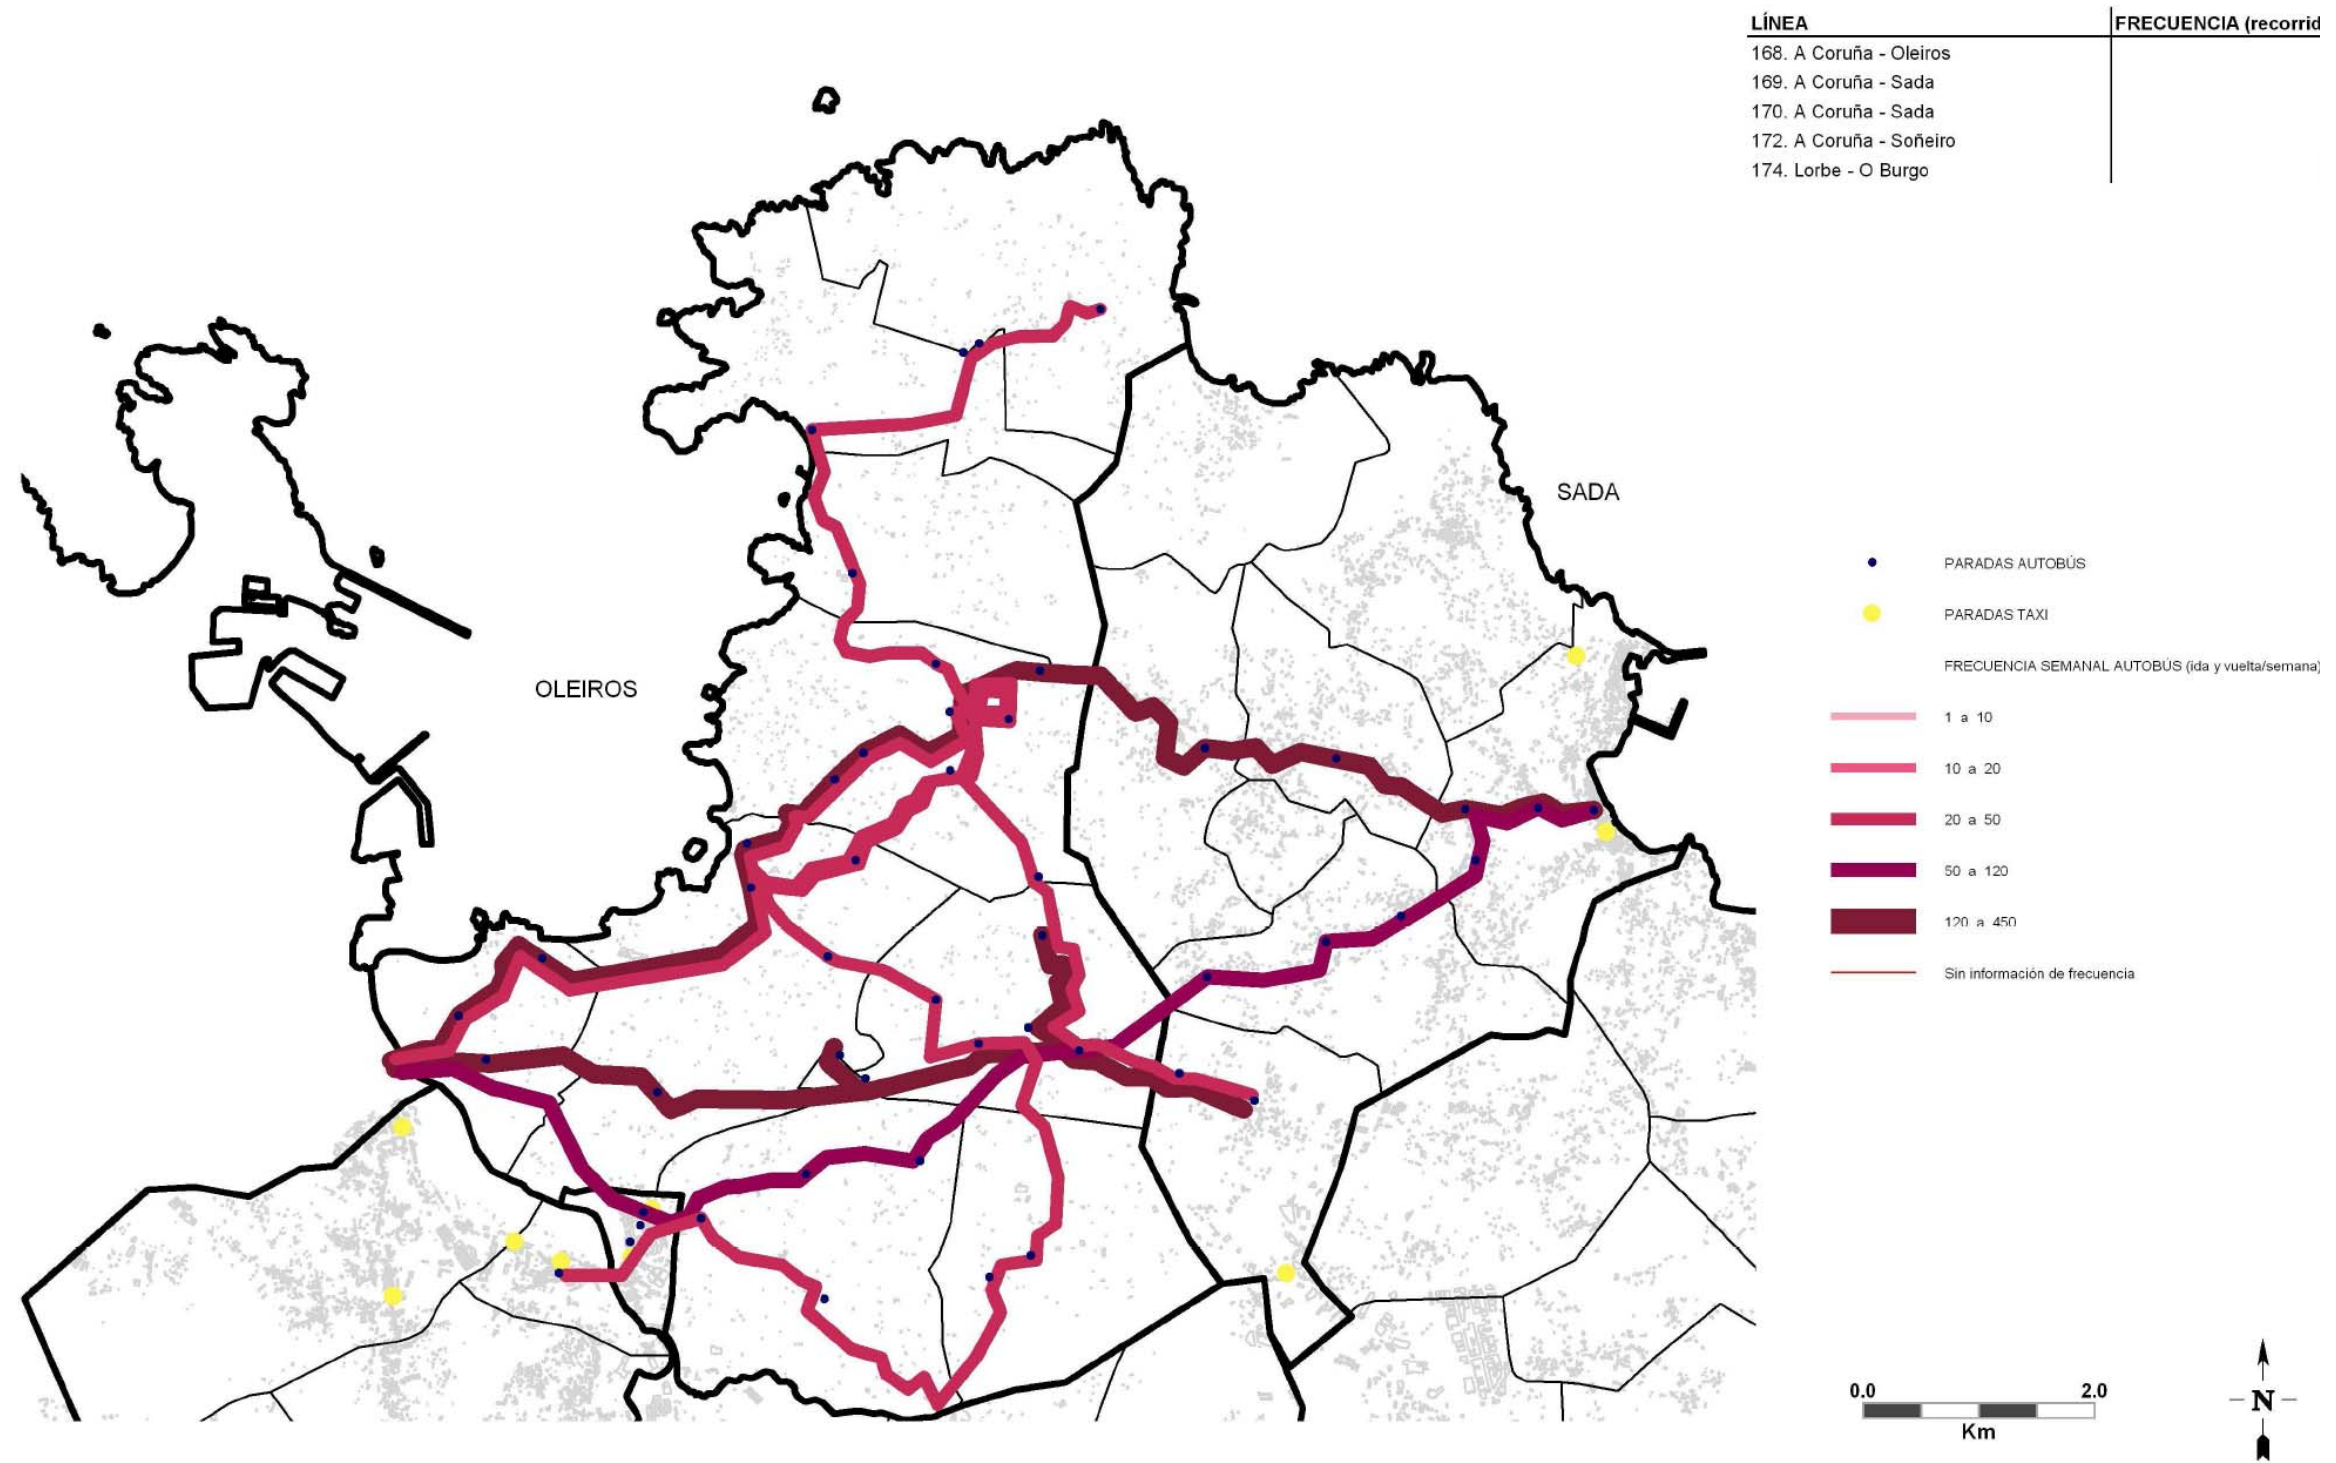 LÍNEA FRECUENCIA (recorrid
168. A Coruña - Oleiros
169. A Coruña - Sada
170. A Coruña - Sada
172. A Coruña - Soñeiro
174. Lorbe - O Burgo
SADA
OLEIROS
PARADAS AUTOBÚS
PARADAS TAXI
FRECUENCIA SEMANAL AUTOBÚS (ida y vuelta/semana)
1 a 10
10 a 20
20 a 50
50 a 120
120 a 450
Sin información de frecuencia
0.0 2.0
Km
N